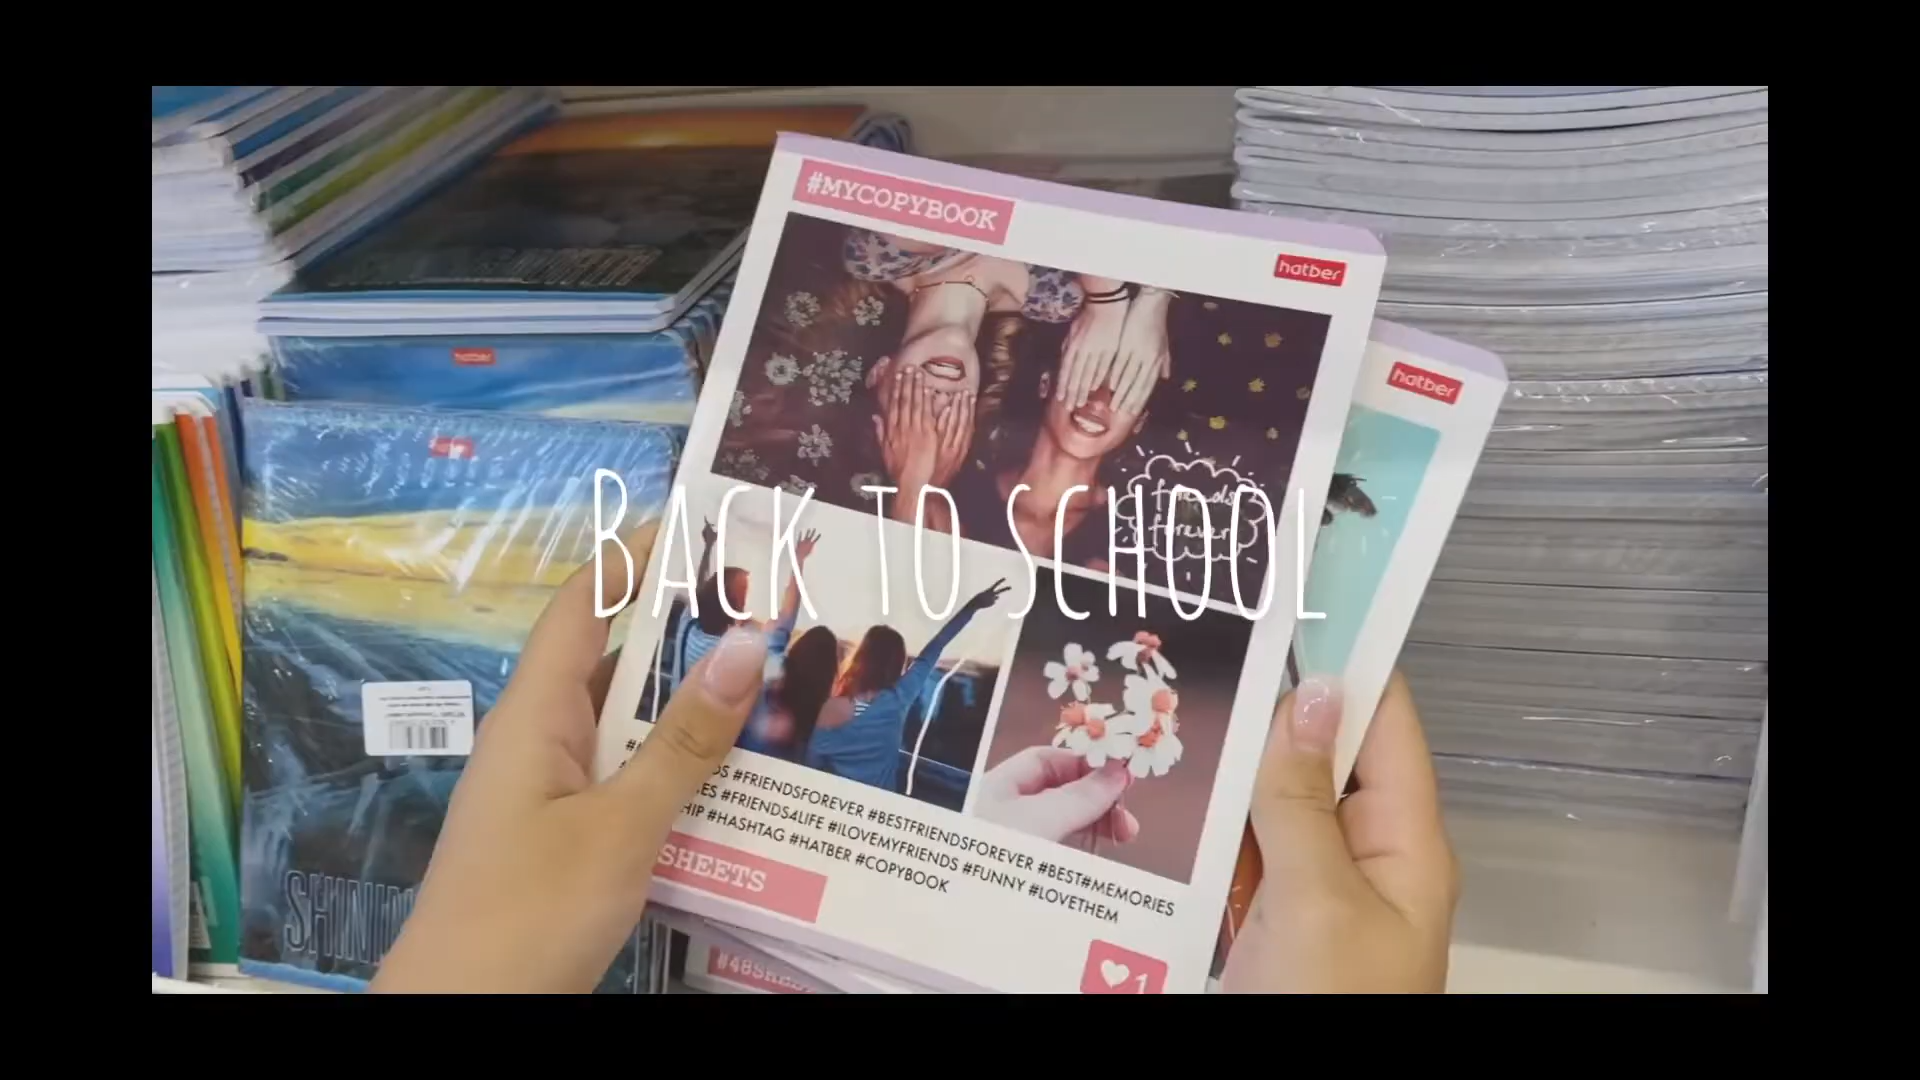 #MYCOPYBOOK
hatber
hatber
hatber
friends
forever
BACK TO SCHOOL
#FRIENDSFOREVER #BESTFRIENDSFOREVER #BEST#MEMORIES
#FRIENDS4LIFE #ILOVEMYFRIENDS #FUNNY #LOVETHEM
#HASHTAG #HATBER #COPYBOOK
SHEETS
1